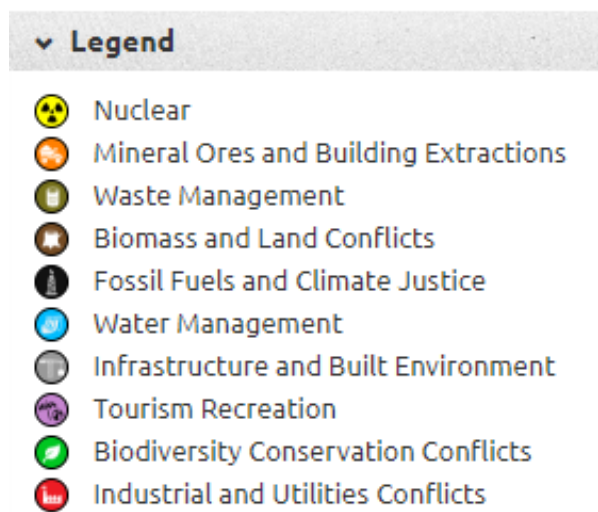 Legend
Nuclear
Mineral Ores and Building Extractions
Waste Management
Biomass and Land Conflicts
Fossil Fuels and Climate Justice
Water Management
Infrastructure and Built Environment
Tourism Recreation
Biodiversity Conservation Conflicts
Industrial and Utilities Conflicts